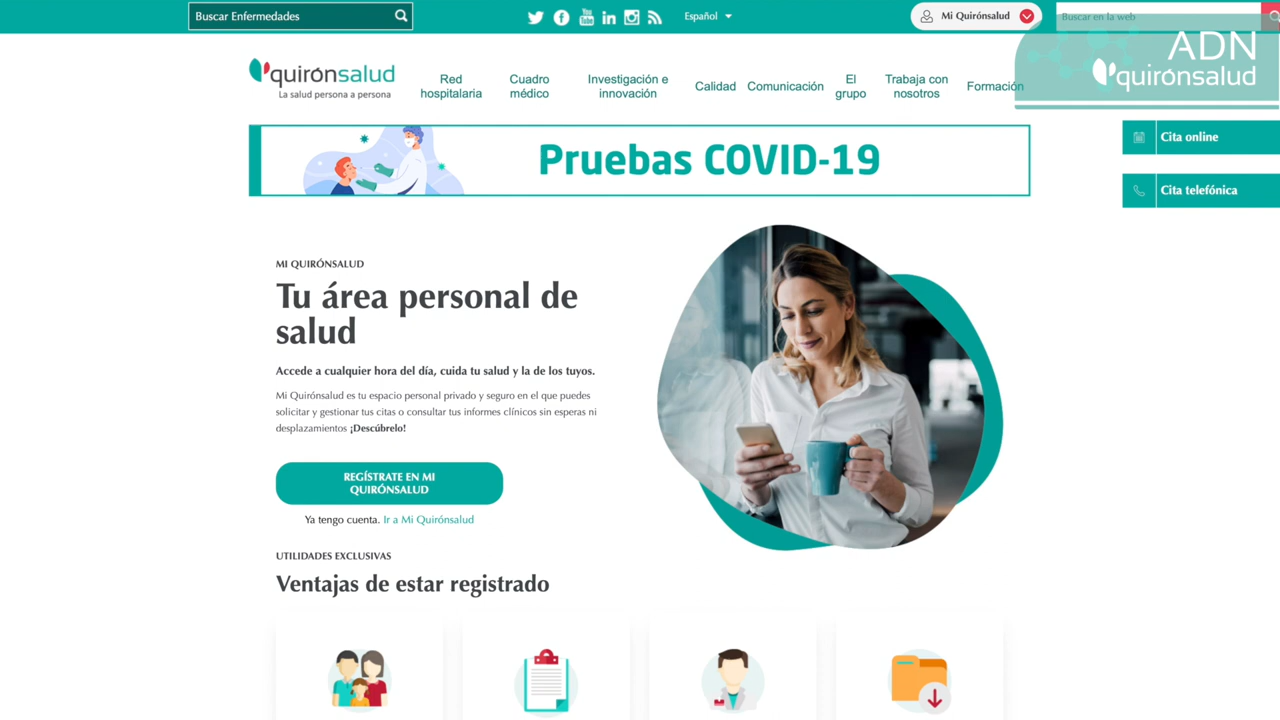 Buscar Enfermedades
Español
Mi Quirónsalud
Buscar en la web
ADN
quirónsalud
quirónsalud
La salud persona a persona
Red
hospitalaria
Cuadro
médico
Investigación e
innovación
Calidad
Comunicación
El
grupo
Trabaja con
nosotros
Formación
Pruebas COVID-19
Cita online
Cita telefónica
MI QUIRÓNSALUD
Tu área personal de
salud
Accede a cualquier hora del día, cuida tu salud y la de los tuyos.
Mi Quirónsalud es tu espacio personal privado y seguro en el que puedes
solicitar y gestionar tus citas o consultar tus informes clínicos sin esperas ni
desplazamientos ¡Descúbrelo!
REGÍSTRATE EN MI
QUIRÓNSALUD
Ya tengo cuenta. Ir a Mi Quirónsalud
UTILIDADES EXCLUSIVAS
Ventajas de estar registrado